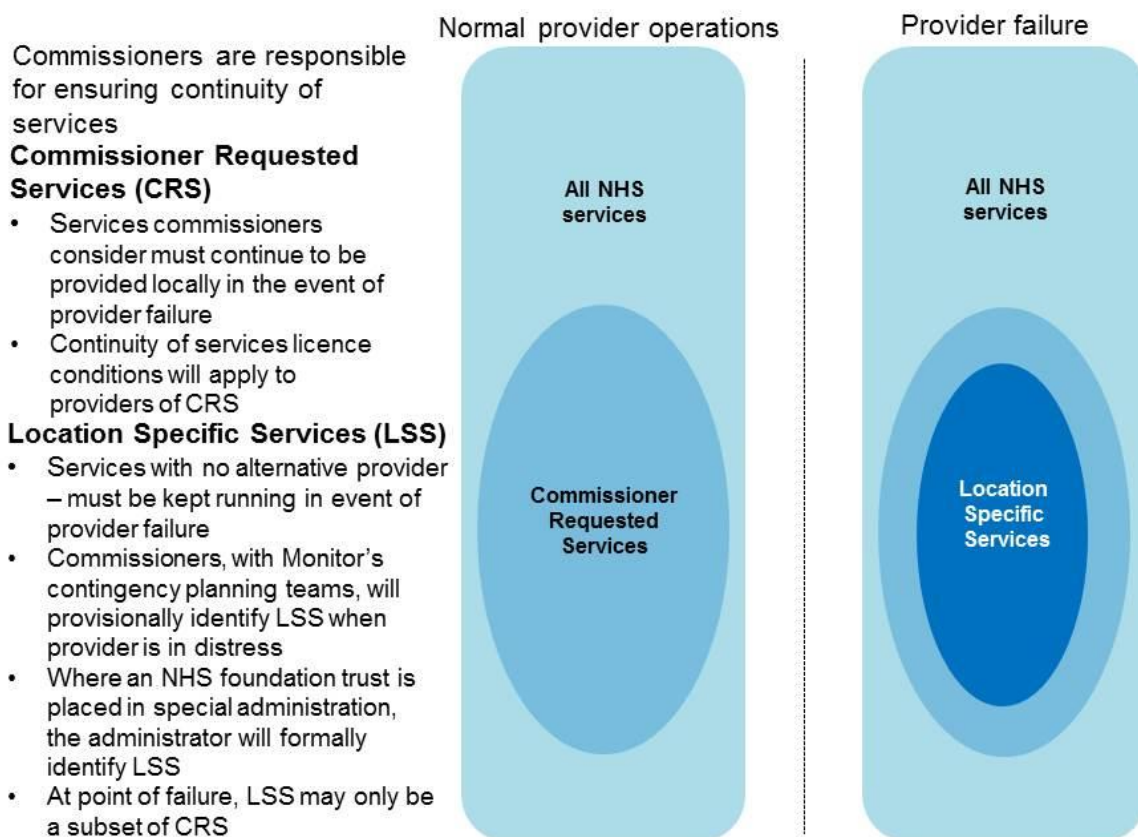 Commissioners are responsible
for ensuring continuity of
services
Commissioner Requested
Services (CRS)
• Services commissioners
consider must continue to be
provided locally in the event of
provider failure
• Continuity of services licence
conditions will apply to
providers of CRS
Location Specific Services (LSS)
• Services with no alternative provider
– must be kept running in event of
provider failure
• Commissioners, with Monitor's
contingency planning teams, will
provisionally identify LSS when
provider is in distress
• Where an NHS foundation trust is
placed in special administration,
the administrator will formally
identify LSS
• At point of failure, LSS may only be
a subset of CRS
Normal provider operations
All NHS
services
Commissioner
Requested
Services
Provider failure
All NHS
services
Location
Specific
Services